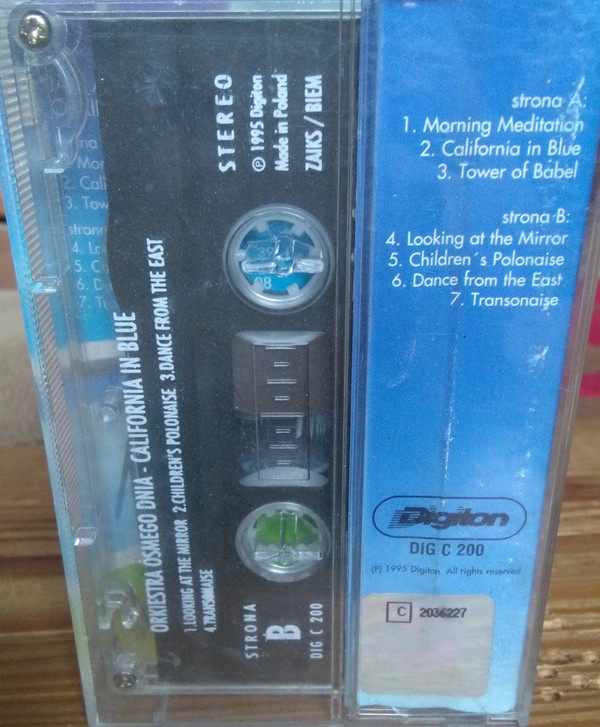 ORKIESTRA ÓSMEGO DNIA - CALIFORNIA IN BLUE
1.LOOKING AT THE MIRROR 2.CHILDREN'S POLONAISE 3.DANCE FROM THE EAST
4.TRANSONAISE
STRONA
B
DIG C 200
STEREO
℗ 1995 Digiton
Made in Poland
ZAIKS / BIEM
strona A:
1. Morning Meditation
2. California in Blue
3. Tower of Babel
strona B:
4. Looking at the Mirror
5. Children´s Polonaise
6. Dance from the East
7. Transonaise
Digiton
DIG C 200
(P) 1995 Digiton. All rights reserved
C 2036227